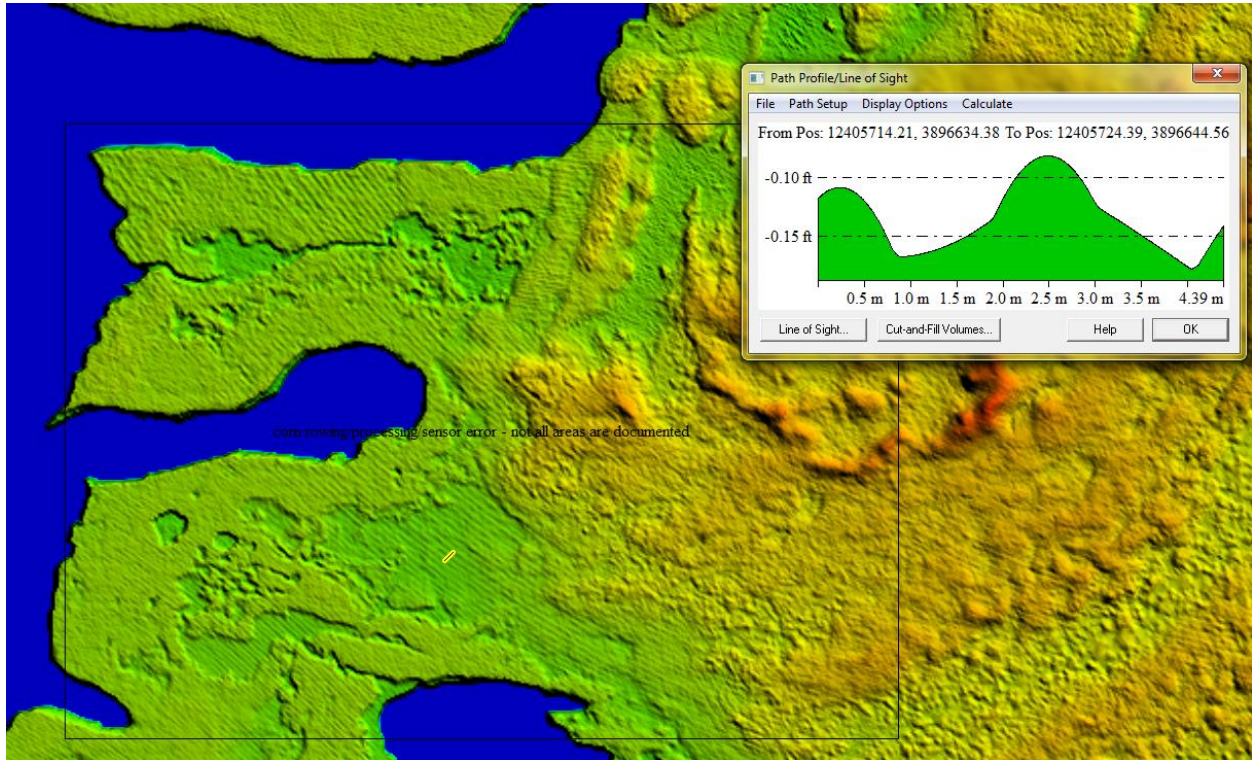 Path Profile/Line of Sight
File Path Setup Display Options Calculate
From Pos: 12405714.21, 3896634.38 To Pos: 12405724.39, 3896644.56
-0.10 ft
-0.15 ft
0.5 m 1.0 m 1.5 m 2.0 m 2.5 m 3.0 m 3.5 m 4.39 m
Line of Sight... Cut-and-Fill Volumes... Help OK
corn rowing/processing/sensor error - not all areas are documented